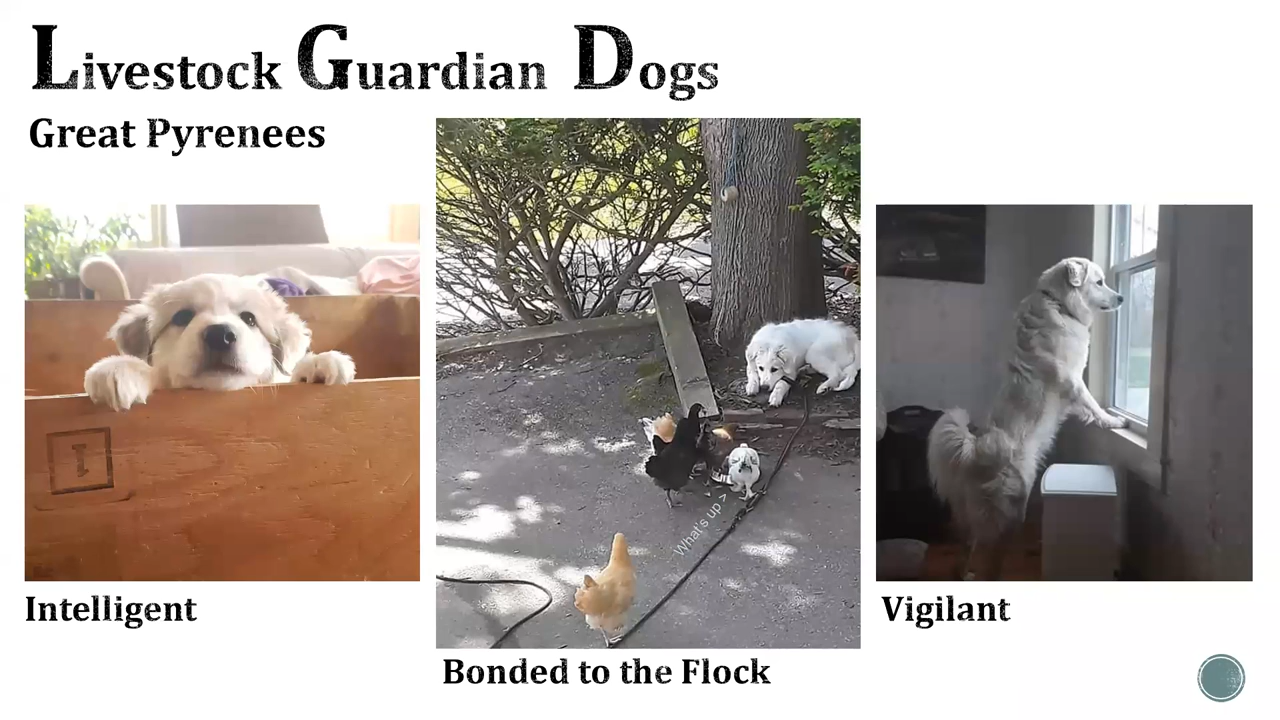 Livestock Guardian Dogs
Great Pyrenees
I
What's up >
Intelligent
Vigilant
Bonded to the Flock